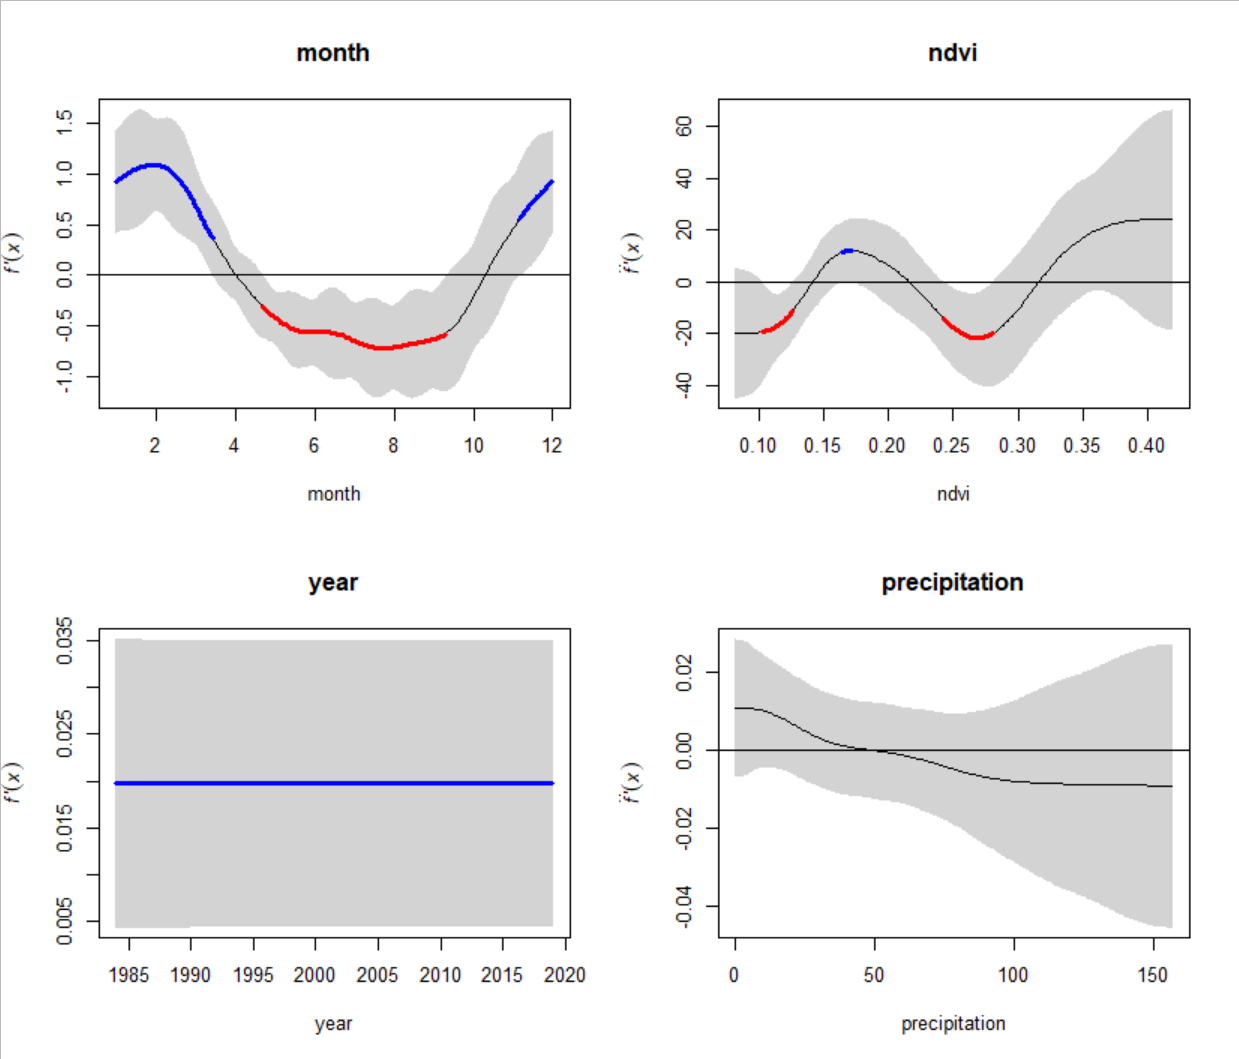 month
1.5
1.0
0.5
0.0
-0.5
-1.0
f'(x)
2 4 6 8 10 12
month
ndvi
60
40
20
0
-20
-40
f'(x)
0.10 0.15 0.20 0.25 0.30 0.35 0.40
ndvi
year
0.035
0.025
0.015
0.005
f'(x)
1985 1990 1995 2000 2005 2010 2015 2020
year
precipitation
0.02
0.00
-0.02
-0.04
f'(x)
0 50 100 150
precipitation